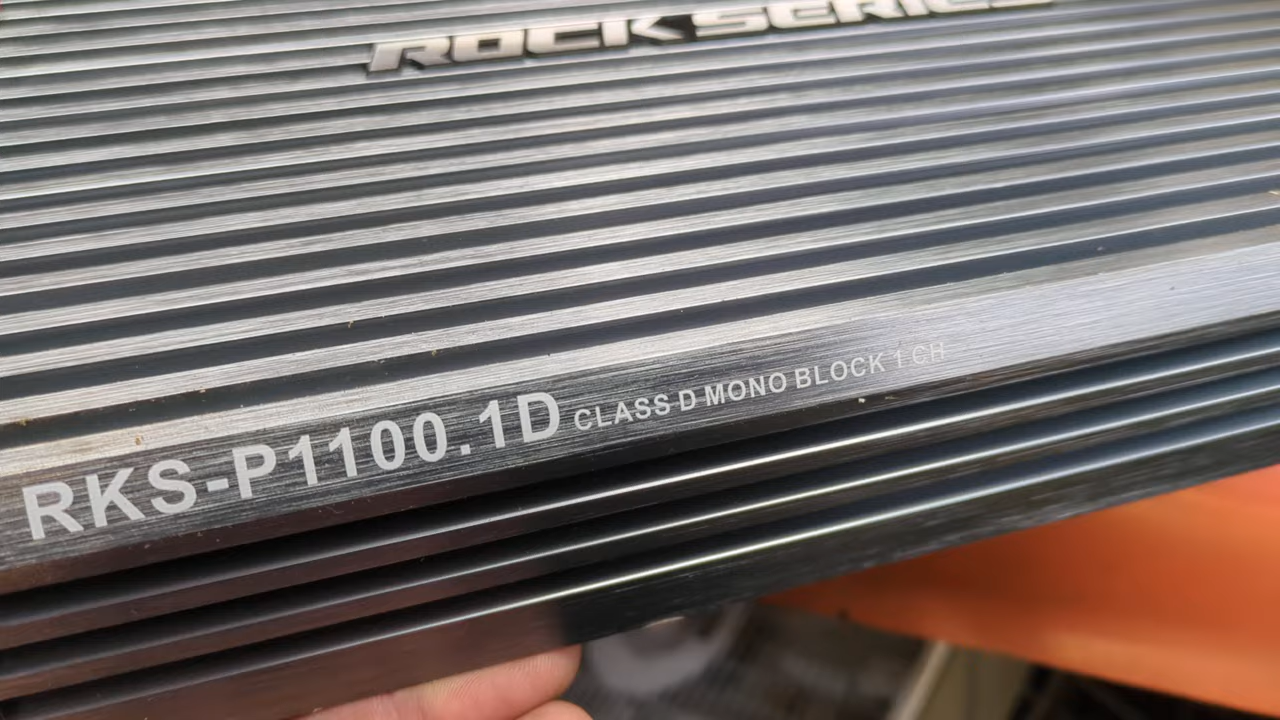 ROCK SERIES
RKS-P1100.1D CLASS D MONO BLOCK 1 CH